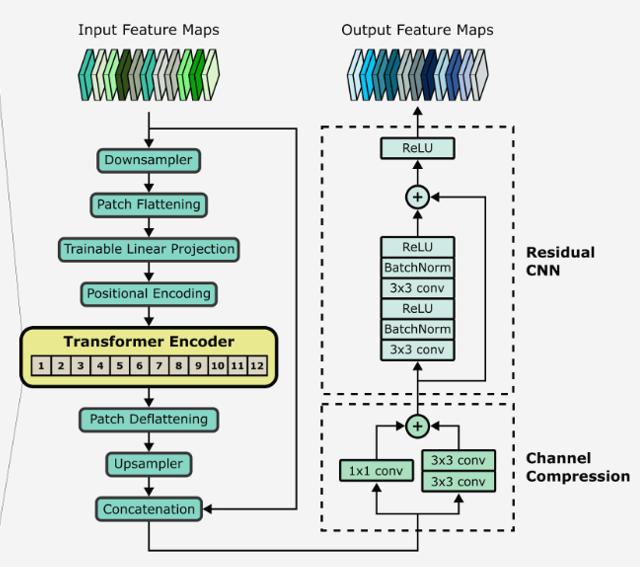 Input Feature Maps
Downsampler
Patch Flattening
Trainable Linear Projection
Positional Encoding
Transformer Encoder
1 2 3 4 5 6 7 8 9 10 11 12
Patch Deflattening
Upsampler
Concatenation
Output Feature Maps
ReLU
+
ReLU
BatchNorm
3x3 conv
ReLU
BatchNorm
3x3 conv
Residual
CNN
+
1x1 conv
3x3 conv
3x3 conv
Channel
Compression